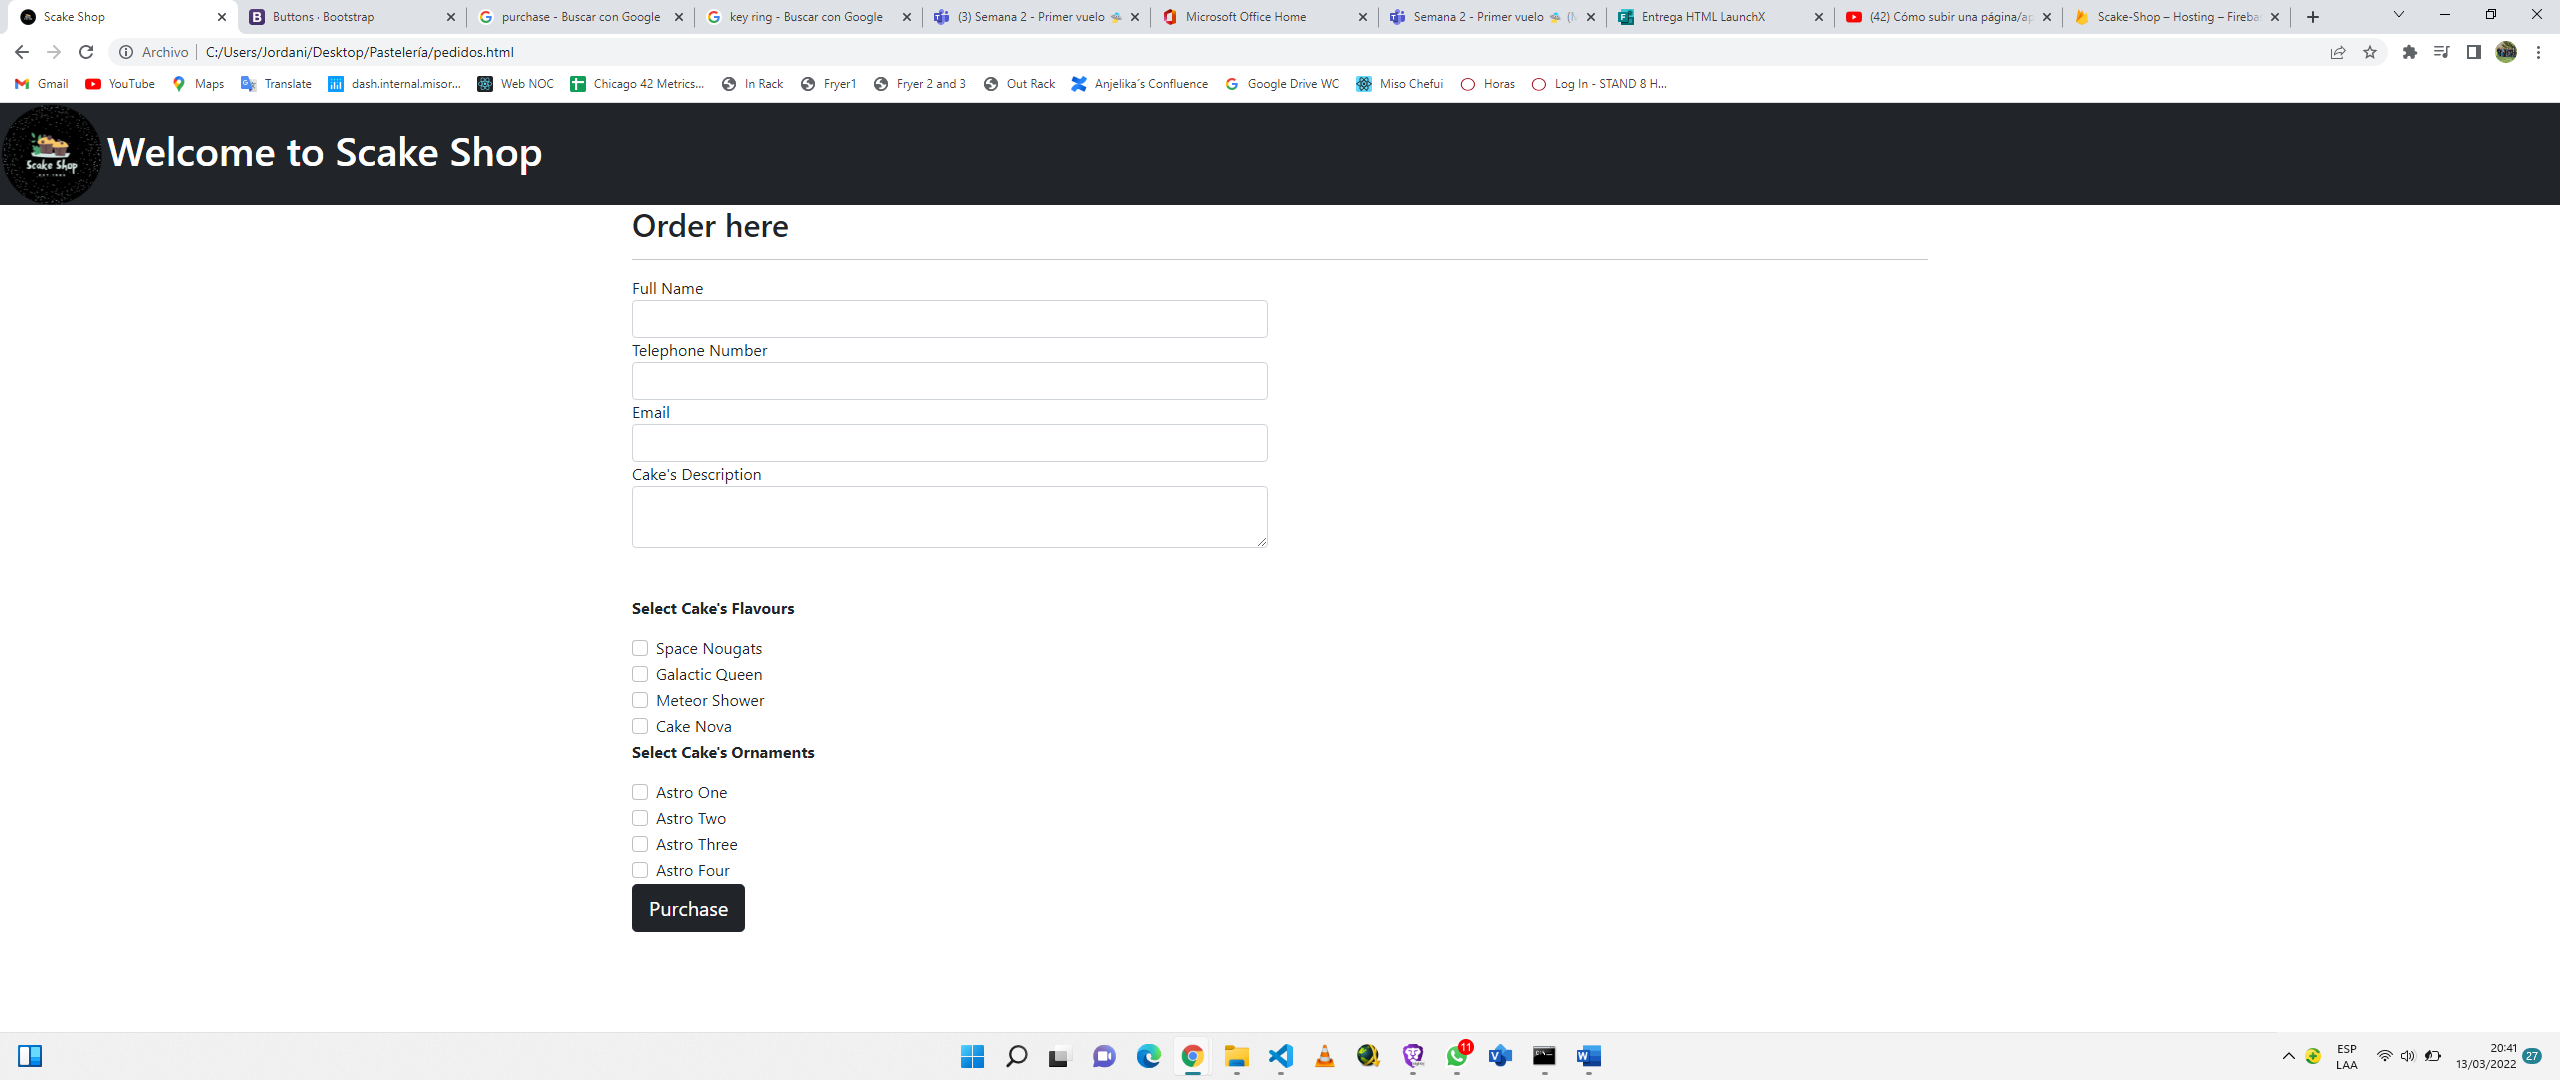 Scake Shop
Buttons · Bootstrap
purchase - Buscar con Google
key ring - Buscar con Google
(3) Semana 2 - Primer vuelo 🛸
Microsoft Office Home
Semana 2 - Primer vuelo 🛸 (M
Entrega HTML LaunchX
(42) Cómo subir una página/ap
Scake-Shop – Hosting – Fireba
Archivo
C:/Users/Jordani/Desktop/Pastelería/pedidos.html
Gmail
YouTube
Maps
Translate
dash.internal.misor...
Web NOC
Chicago 42 Metrics...
In Rack
Fryer1
Fryer 2 and 3
Out Rack
Anjelika´s Confluence
Google Drive WC
Miso Chefui
Horas
Log In - STAND 8 H...
Scake Shop
Welcome to Scake Shop
Order here
Full Name
Telephone Number
Email
Cake's Description
Select Cake's Flavours
Space Nougats
Galactic Queen
Meteor Shower
Cake Nova
Select Cake's Ornaments
Astro One
Astro Two
Astro Three
Astro Four
Purchase
11
ESP
LAA
20:41
13/03/2022
27